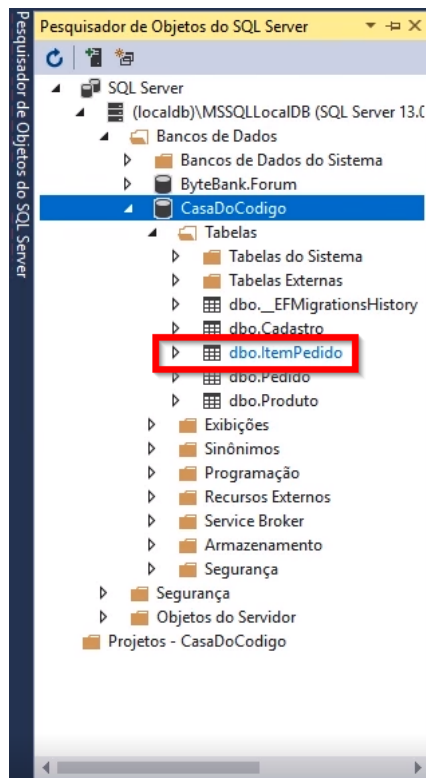 Pesquisador de Objetos do SQL Server
Pesquisador de Objetos do SQL Server
SQL Server
(localdb)\MSSQLLocalDB (SQL Server 13.0
Bancos de Dados
Bancos de Dados do Sistema
ByteBank.Forum
CasaDoCodigo
Tabelas
Tabelas do Sistema
Tabelas Externas
dbo.__EFMigrationsHistory
dbo.Cadastro
dbo.ItemPedido
dbo.Pedido
dbo.Produto
Exibições
Sinônimos
Programação
Recursos Externos
Service Broker
Armazenamento
Segurança
Segurança
Objetos do Servidor
Projetos - CasaDoCodigo